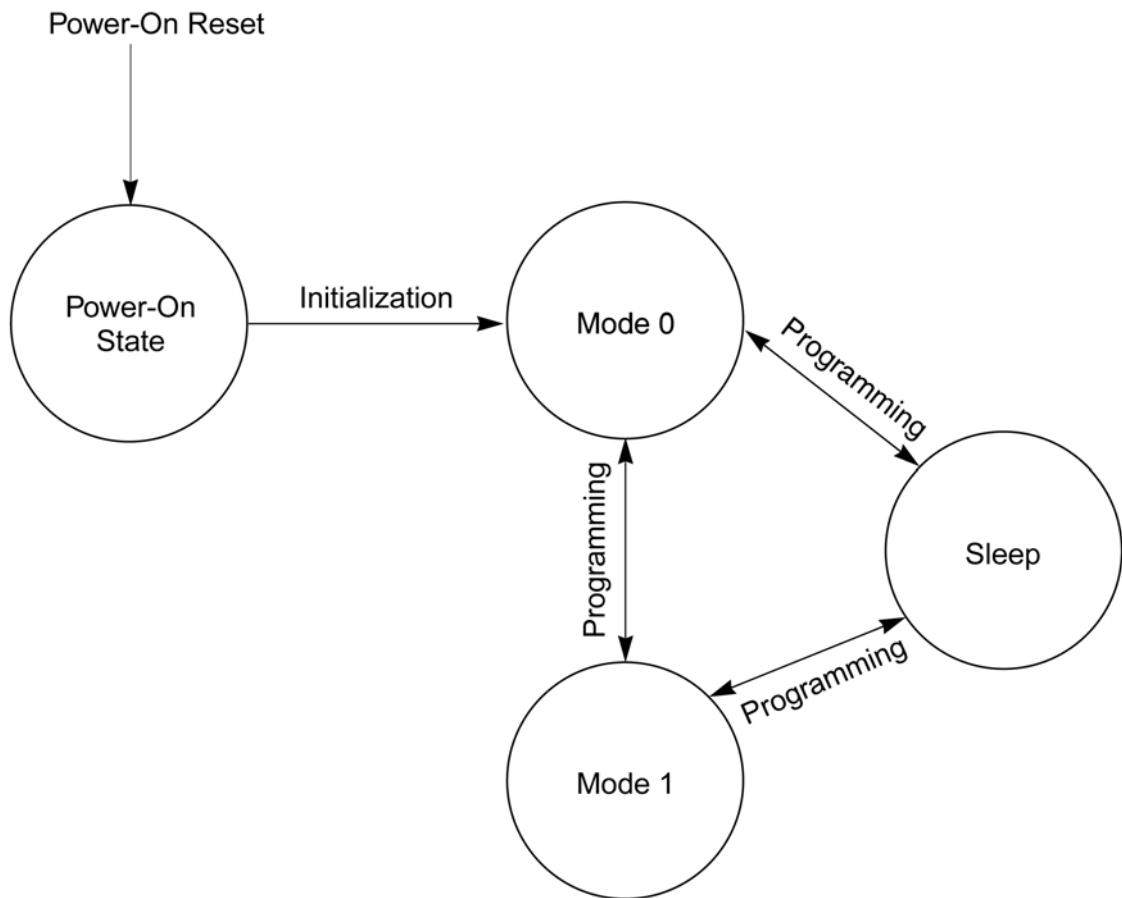 Power-On Reset
Power-On
State
Initialization
Mode 0
Programming
Programming
Sleep
Programming
Mode 1